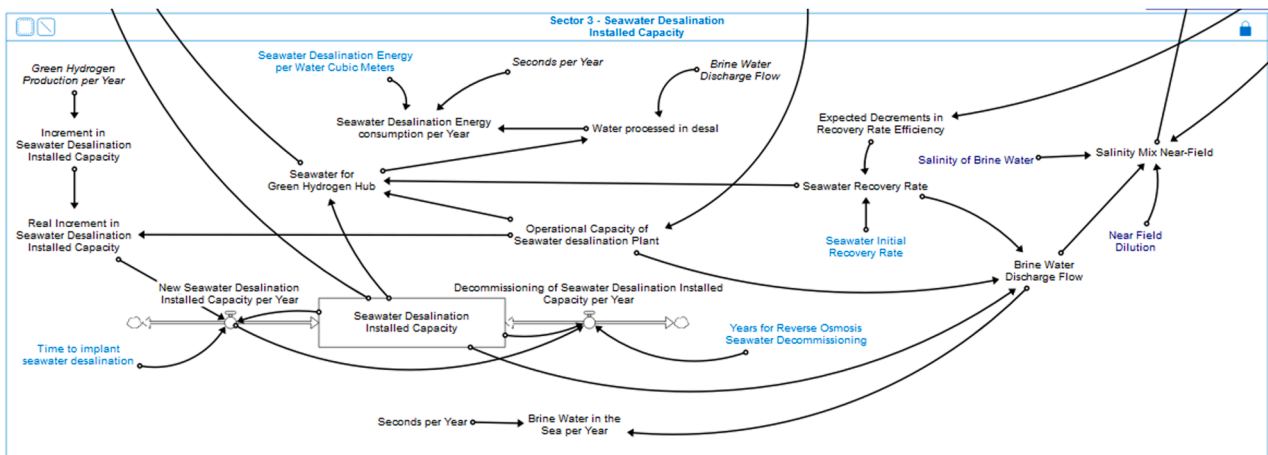 Sector 3 - Seawater Desalination
Installed Capacity
Green Hydrogen
Production per Year
Seawater Desalination Energy
per Water Cubic Meters
Seconds per Year
Brine Water
Discharge Flow
Increment in
Seawater Desalination
Installed Capacity
Seawater Desalination Energy
consumption per Year
Water processed in desal
Expected Decrements in
Recovery Rate Efficiency
Salinity of Brine Water
Salinity Mix Near-Field
Seawater for
Green Hydrogen Hub
Seawater Recovery Rate
Real Increment in
Seawater Desalination
Installed Capacity
Operational Capacity of
Seawater desalination Plant
Seawater Initial
Recovery Rate
Near Field
Dilution
Brine Water
Discharge Flow
New Seawater Desalination
Installed Capacity per Year
Decommissioning of Seawater Desalination Installed
Capacity per Year
Seawater Desalination
Installed Capacity
Time to implant
seawater desalination
Years for Reverse Osmosis
Seawater Decommissioning
Seconds per Year
Brine Water in the
Sea per Year